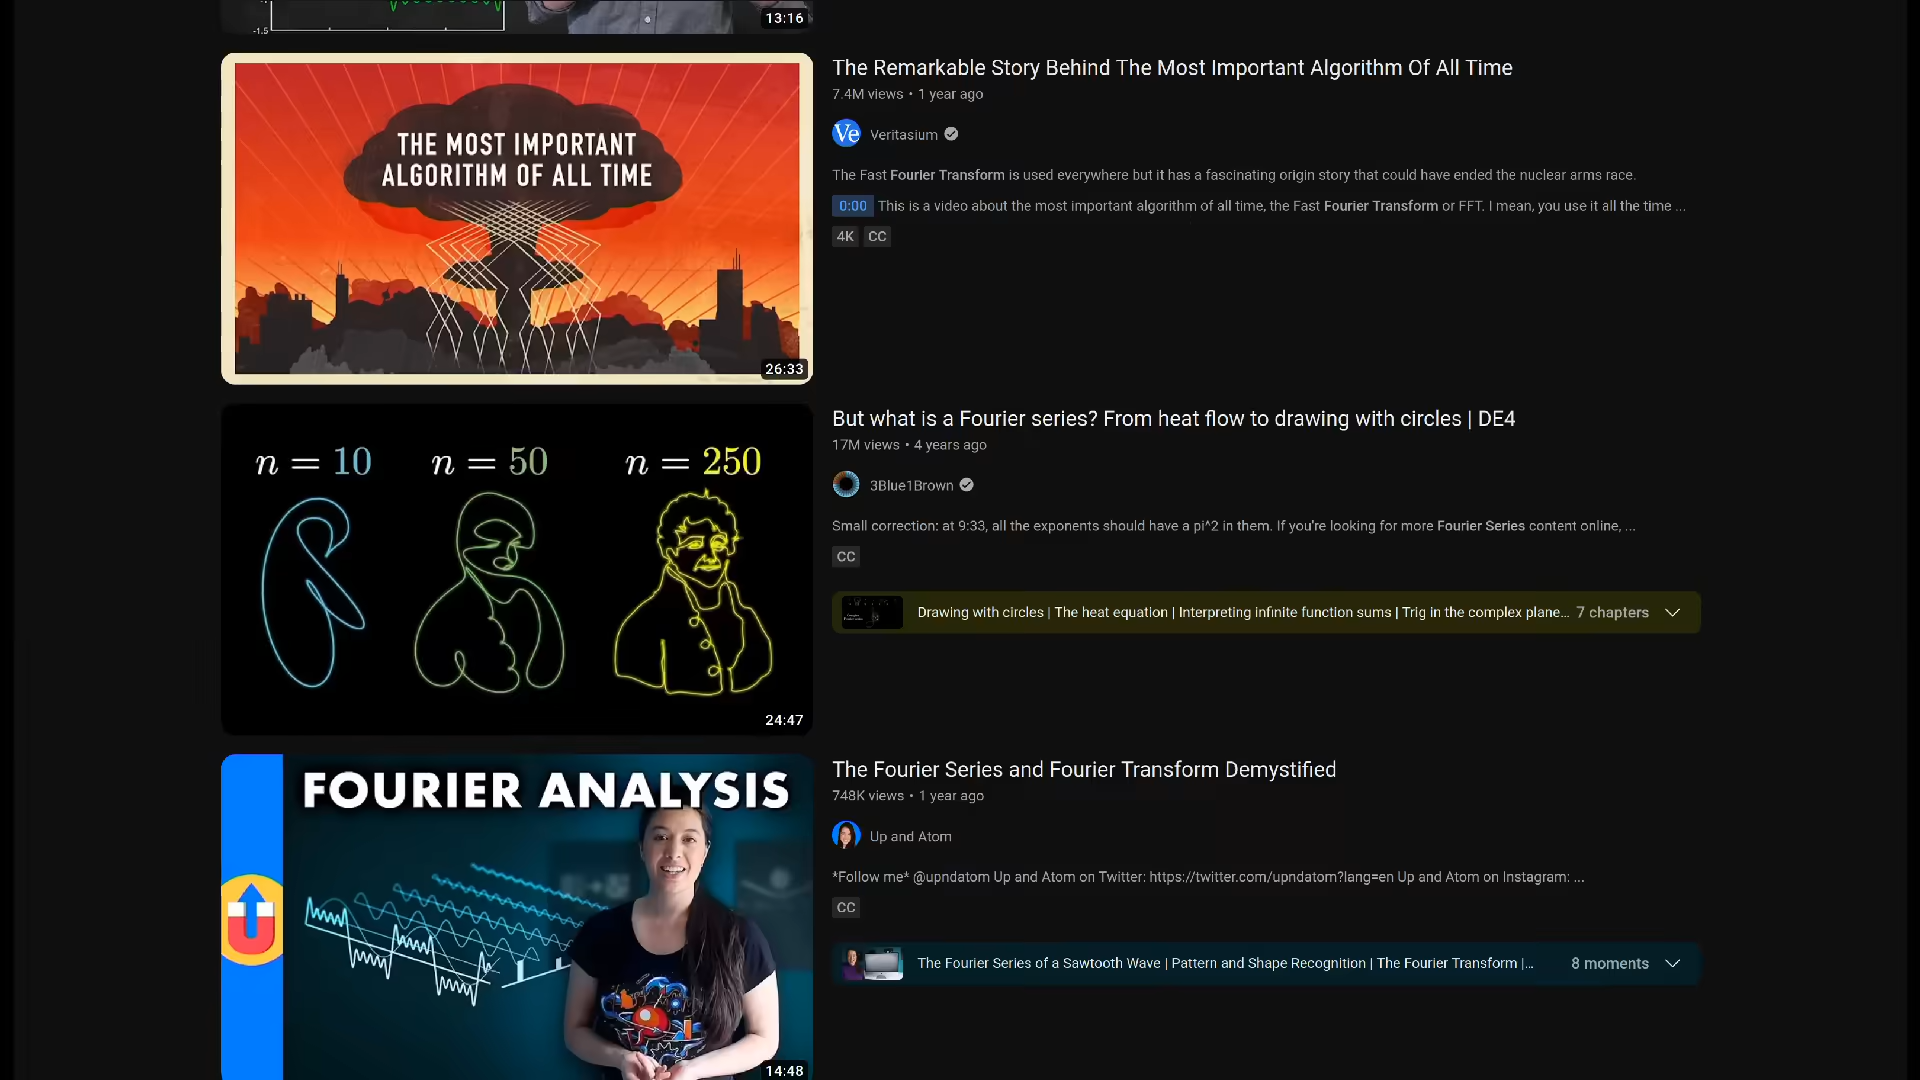 -1.5
13:16
THE MOST IMPORTANT
ALGORITHM OF ALL TIME
26:33
The Remarkable Story Behind The Most Important Algorithm Of All Time
7.4M views • 1 year ago
Ve Veritasium
The Fast Fourier Transform is used everywhere but it has a fascinating origin story that could have ended the nuclear arms race.
0:00 This is a video about the most important algorithm of all time, the Fast Fourier Transform or FFT. I mean, you use it all the time ...
4K CC
n = 10 n = 50 n = 250
24:47
But what is a Fourier series? From heat flow to drawing with circles | DE4
17M views • 4 years ago
3Blue1Brown
Small correction: at 9:33, all the exponents should have a pi^2 in them. If you're looking for more Fourier Series content online, ...
CC
Drawing with circles | The heat equation | Interpreting infinite function sums | Trig in the complex plane... 7 chapters
FOURIER ANALYSIS
14:48
The Fourier Series and Fourier Transform Demystified
748K views • 1 year ago
Up and Atom
*Follow me* @upndatom Up and Atom on Twitter: https://twitter.com/upndatom?lang=en Up and Atom on Instagram: ...
CC
The Fourier Series of a Sawtooth Wave | Pattern and Shape Recognition | The Fourier Transform |... 8 moments